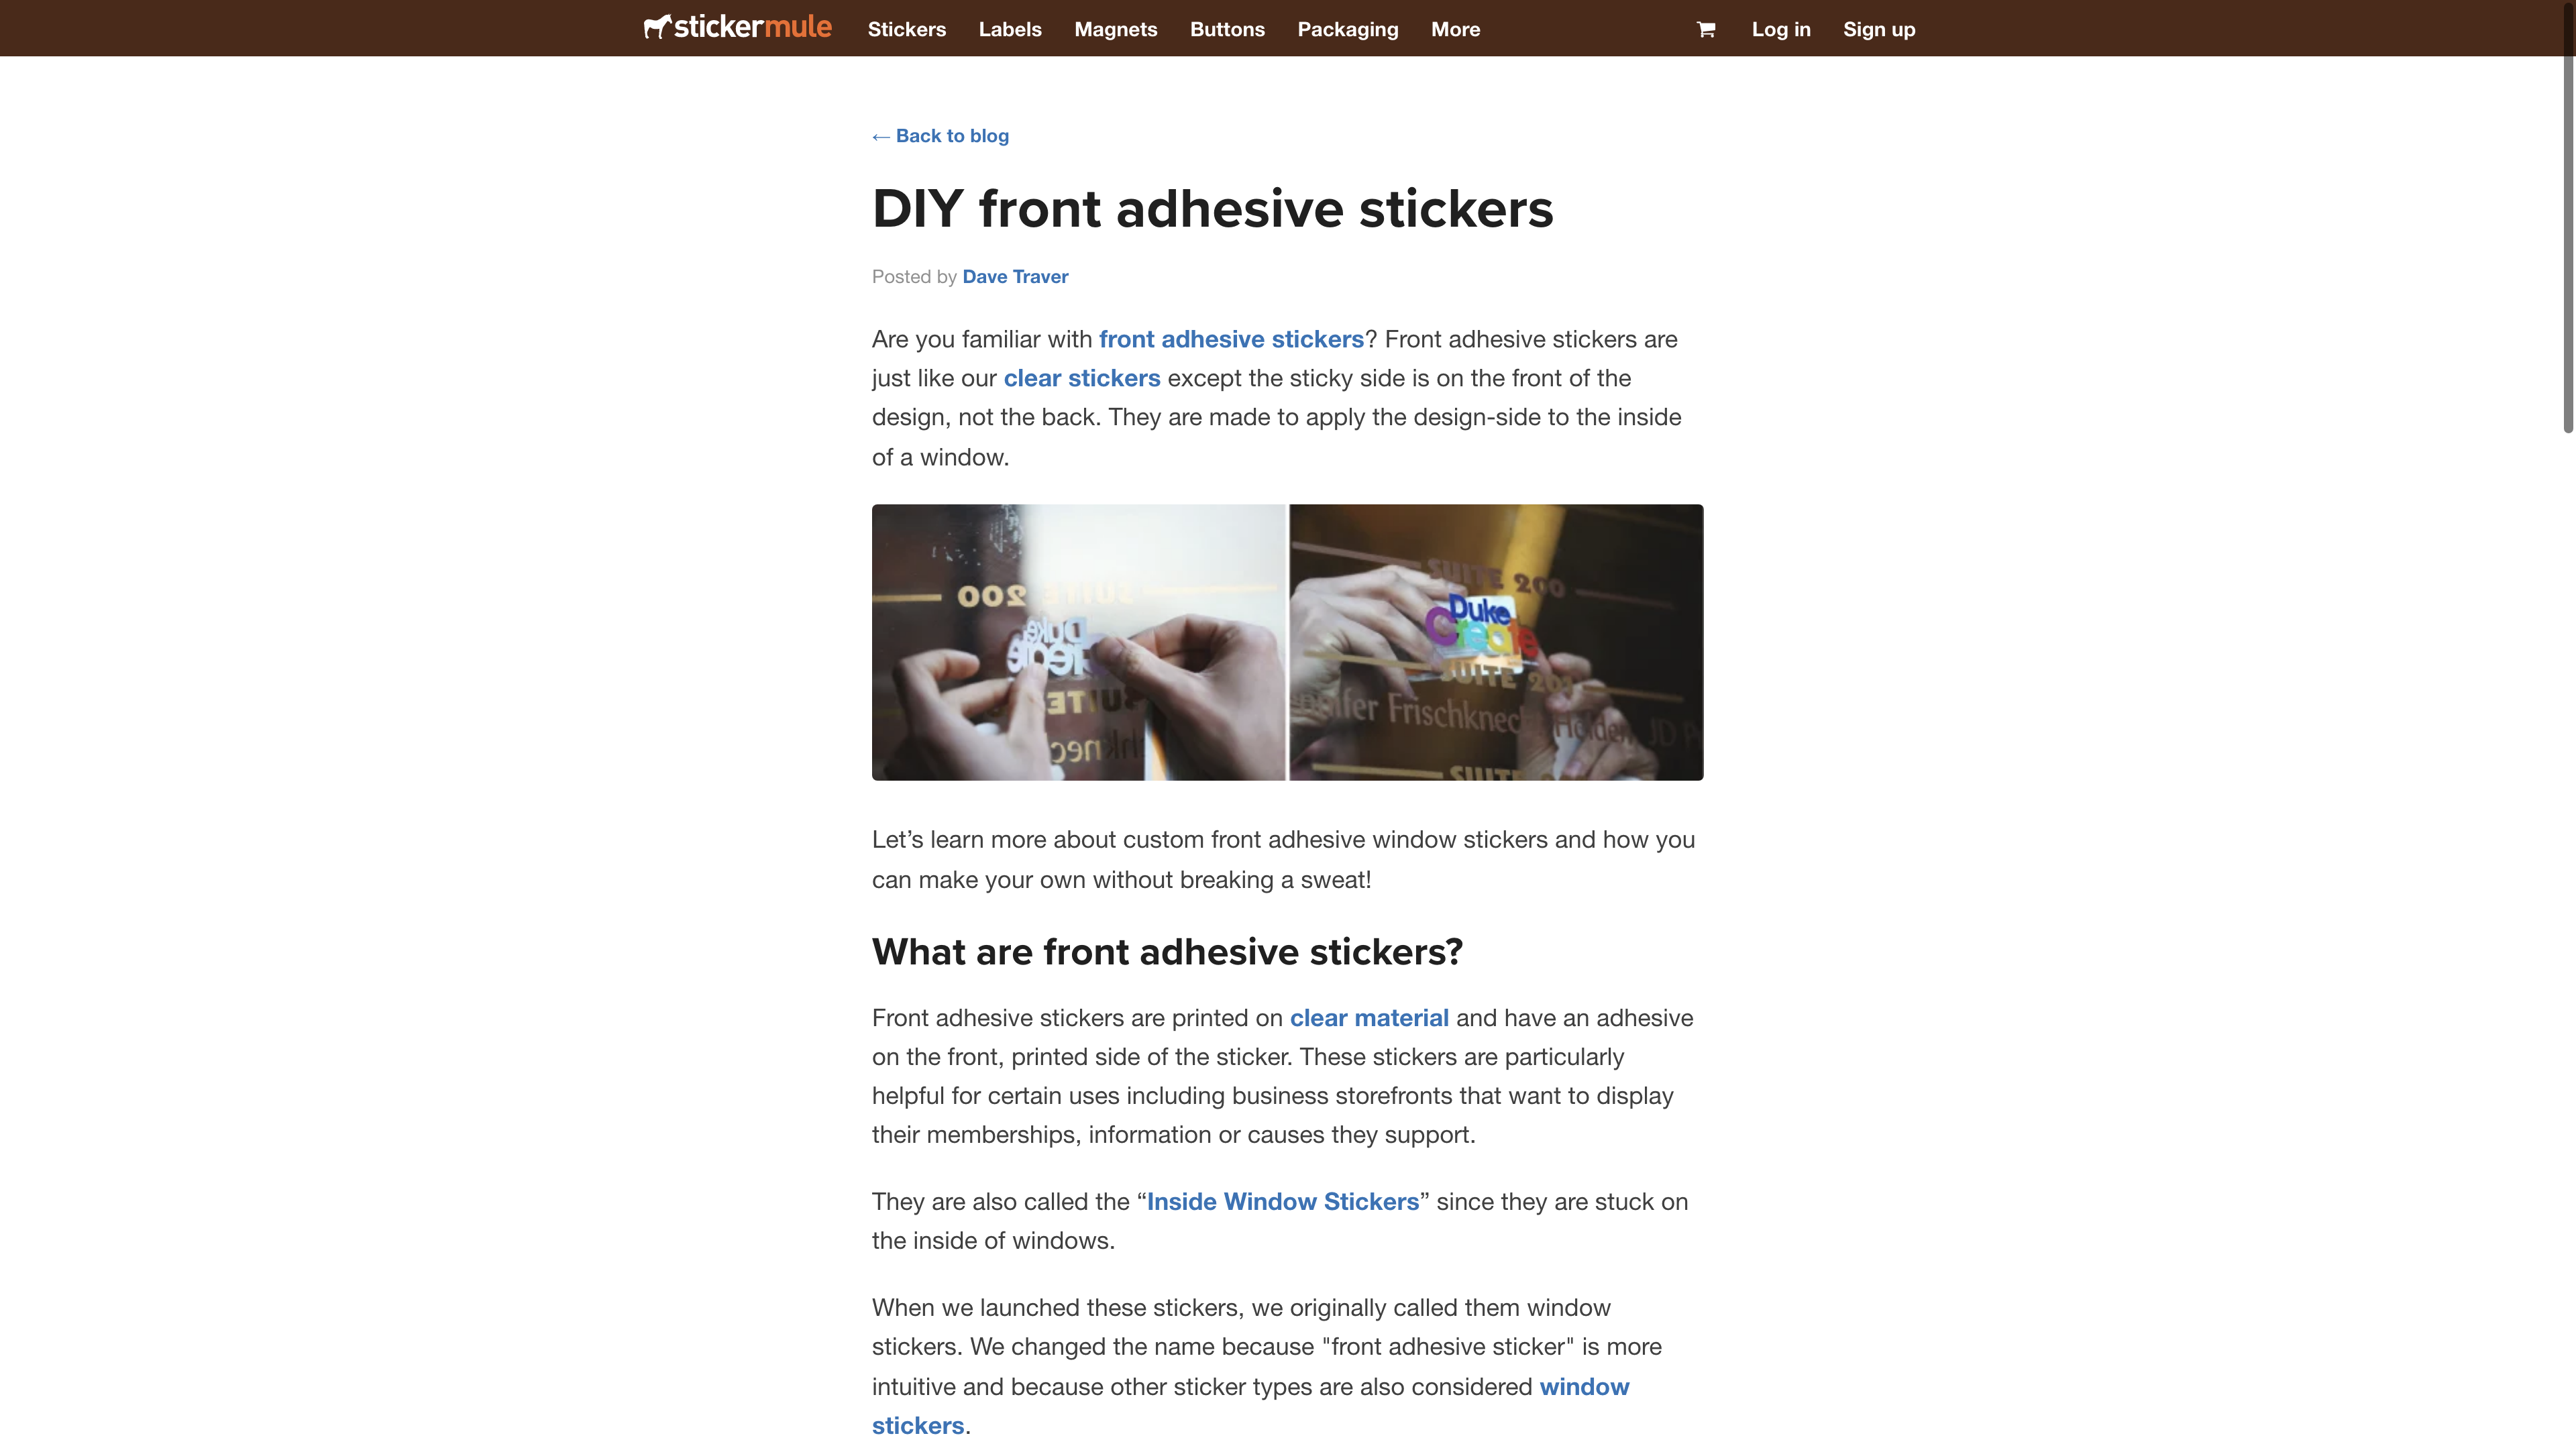 stickermule Stickers Labels Magnets Buttons Packaging More Log in Sign up
← Back to blog
DIY front adhesive stickers
Posted by Dave Traver
Are you familiar with front adhesive stickers? Front adhesive stickers are
just like our clear stickers except the sticky side is on the front of the
design, not the back. They are made to apply the design-side to the inside
of a window.
SUITE 200
SUITE 200
Duke
Create
SUITE 201
Let’s learn more about custom front adhesive window stickers and how you
can make your own without breaking a sweat!
What are front adhesive stickers?
Front adhesive stickers are printed on clear material and have an adhesive
on the front, printed side of the sticker. These stickers are particularly
helpful for certain uses including business storefronts that want to display
their memberships, information or causes they support.
They are also called the “Inside Window Stickers” since they are stuck on
the inside of windows.
When we launched these stickers, we originally called them window
stickers. We changed the name because "front adhesive sticker" is more
intuitive and because other sticker types are also considered window
stickers.